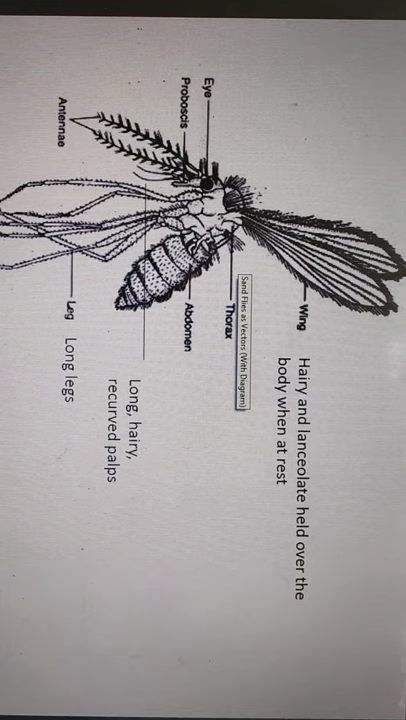 Wing
Hairy and lanceolate held over the
body when at rest
Sand Flies as Vectors (With Diagram)
Thorax
Eye
Proboscis
Abdomen
Long, hairy,
recurved palps
Antennae
Leg
Long legs